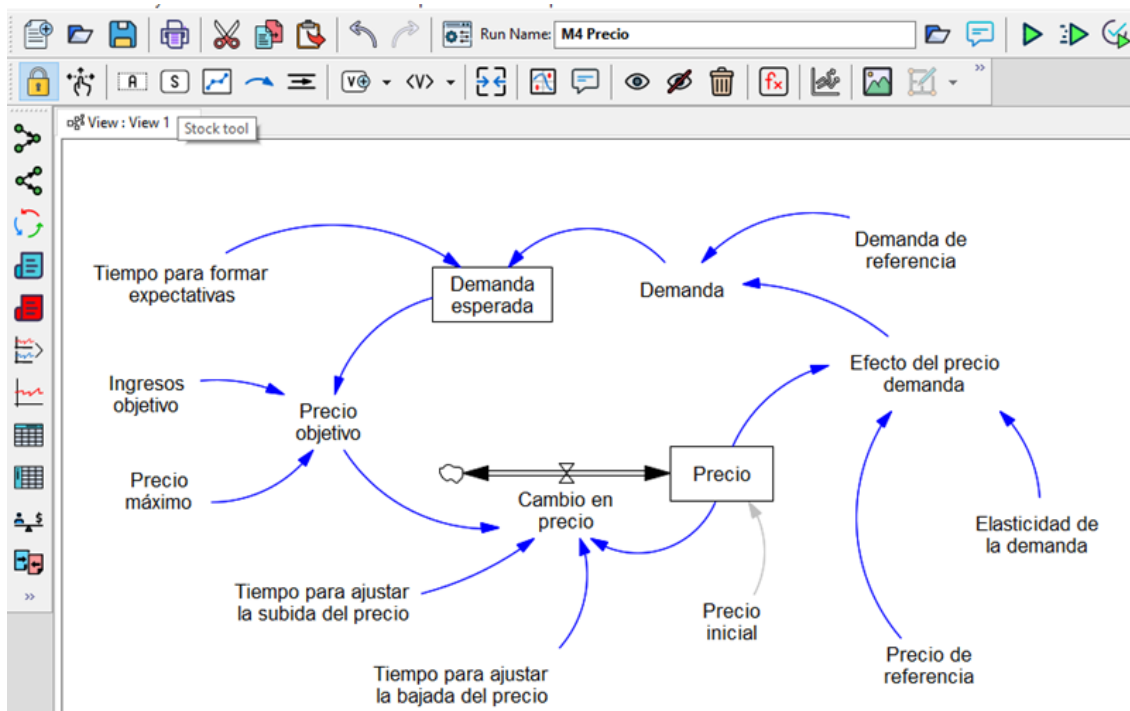 Run Name: M4 Precio
A
S
V
<V>
fx
View : View 1
Stock tool
Demanda de
referencia
Tiempo para formar
expectativas
Demanda
esperada
Demanda
Efecto del precio
demanda
Ingresos
objetivo
Precio
objetivo
Precio
máximo
Precio
Cambio en
precio
Elasticidad de
la demanda
Tiempo para ajustar
la subida del precio
Precio
inicial
Precio de
referencia
Tiempo para ajustar
la bajada del precio